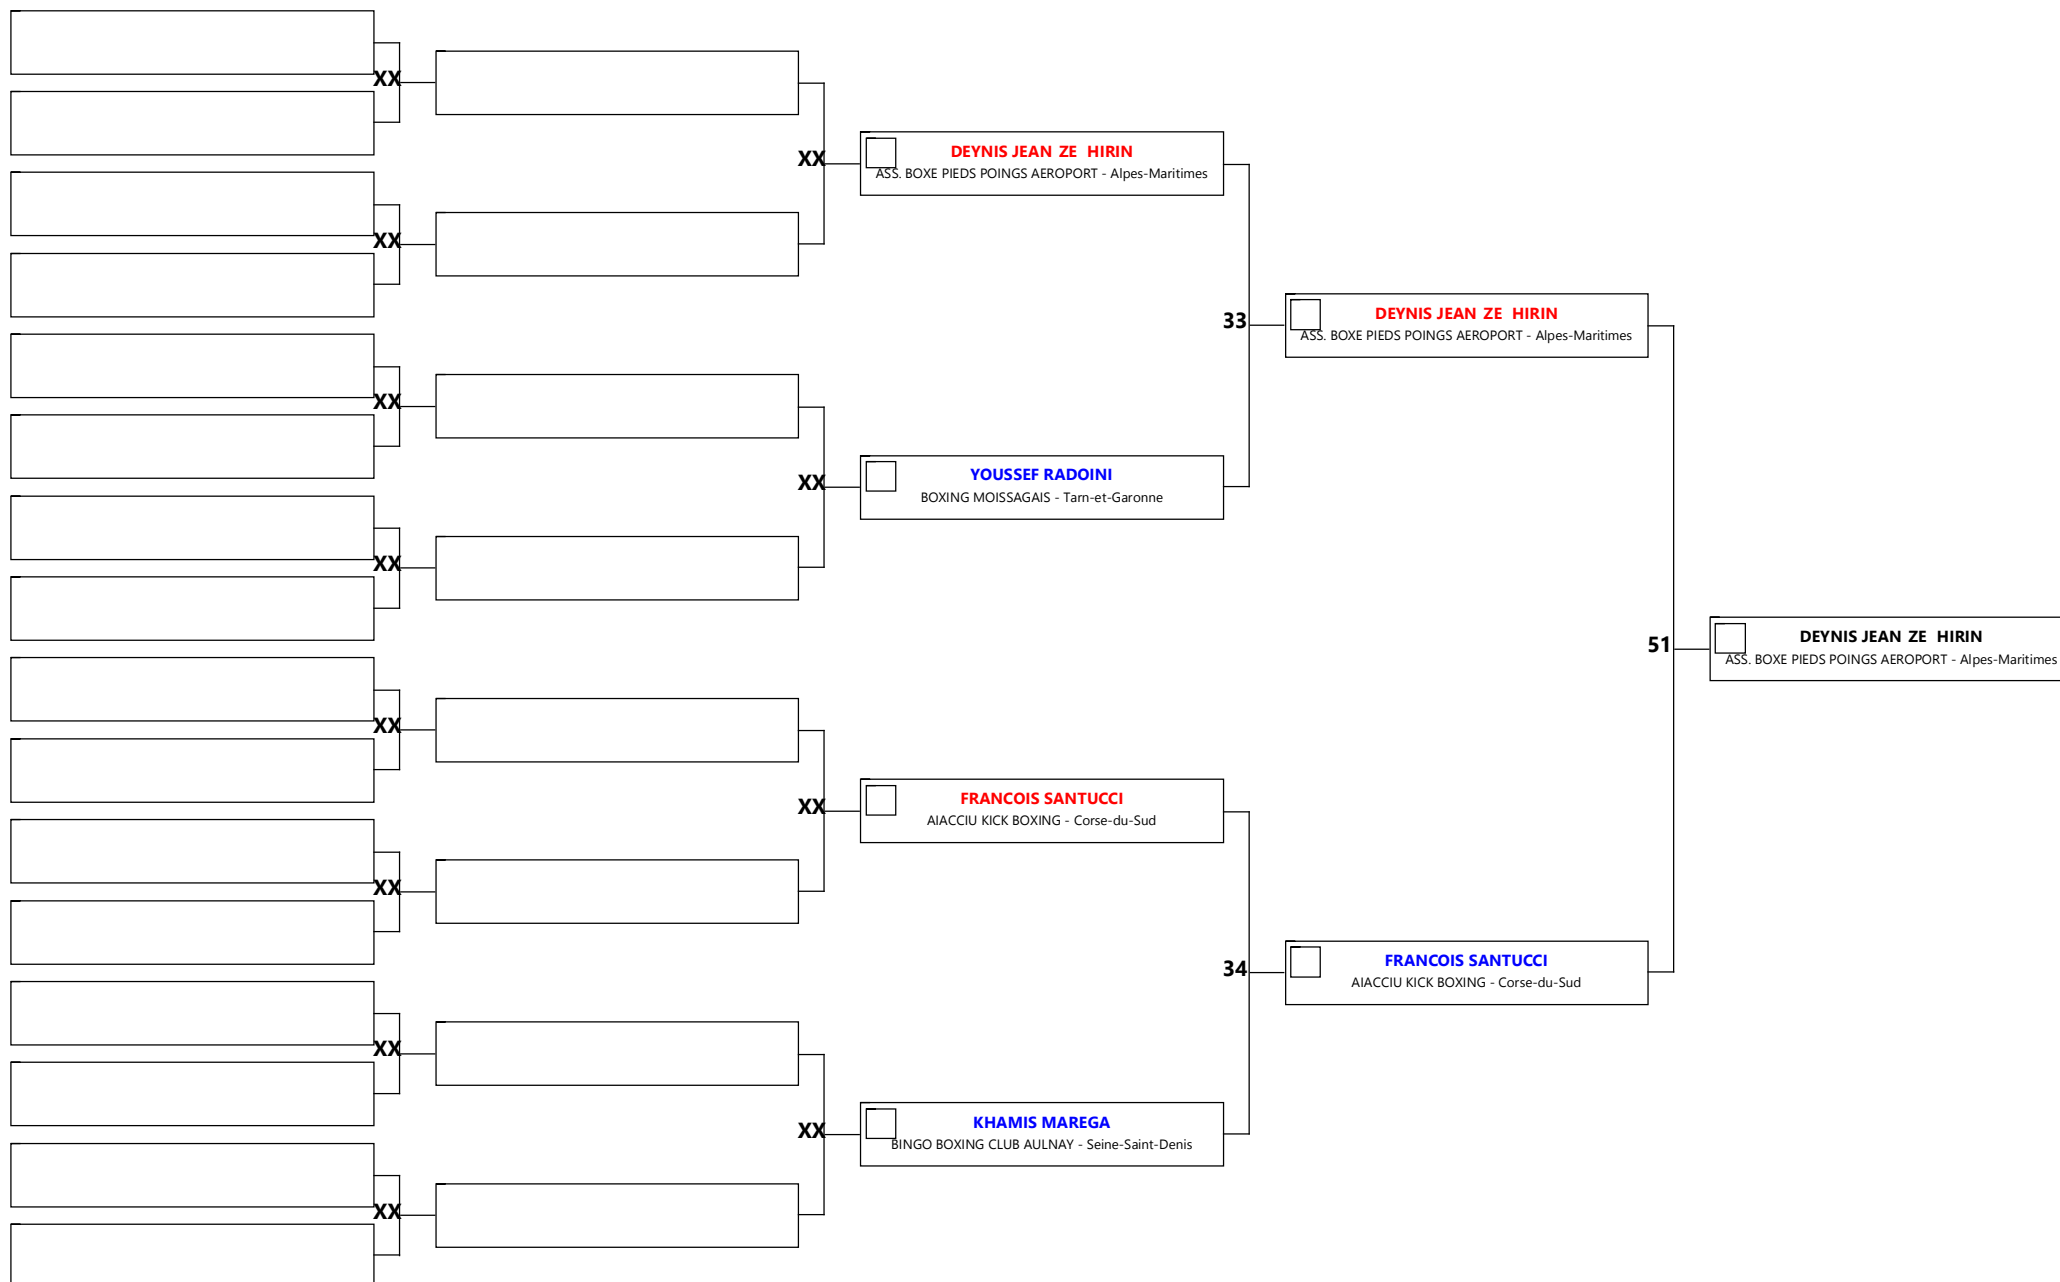 XX
XX
XX
XX
XX
XX
XX
XX
XX
XX
XX
XX
DEYNIS JEAN ZE HIRIN
ASS. BOXE PIEDS POINGS AEROPORT - Alpes-Maritimes
YOUSSEF RADOINI
BOXING MOISSAGAIS - Tarn-et-Garonne
FRANCOIS SANTUCCI
AIACCIU KICK BOXING - Corse-du-Sud
KHAMIS MAREGA
BINGO BOXING CLUB AULNAY - Seine-Saint-Denis
33
34
DEYNIS JEAN ZE HIRIN
ASS. BOXE PIEDS POINGS AEROPORT - Alpes-Maritimes
FRANCOIS SANTUCCI
AIACCIU KICK BOXING - Corse-du-Sud
51
DEYNIS JEAN ZE HIRIN
ASS. BOXE PIEDS POINGS AEROPORT - Alpes-Maritimes